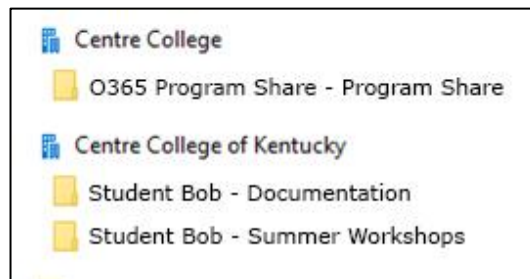 Centre College
O365 Program Share - Program Share
Centre College of Kentucky
Student Bob - Documentation
Student Bob - Summer Workshops